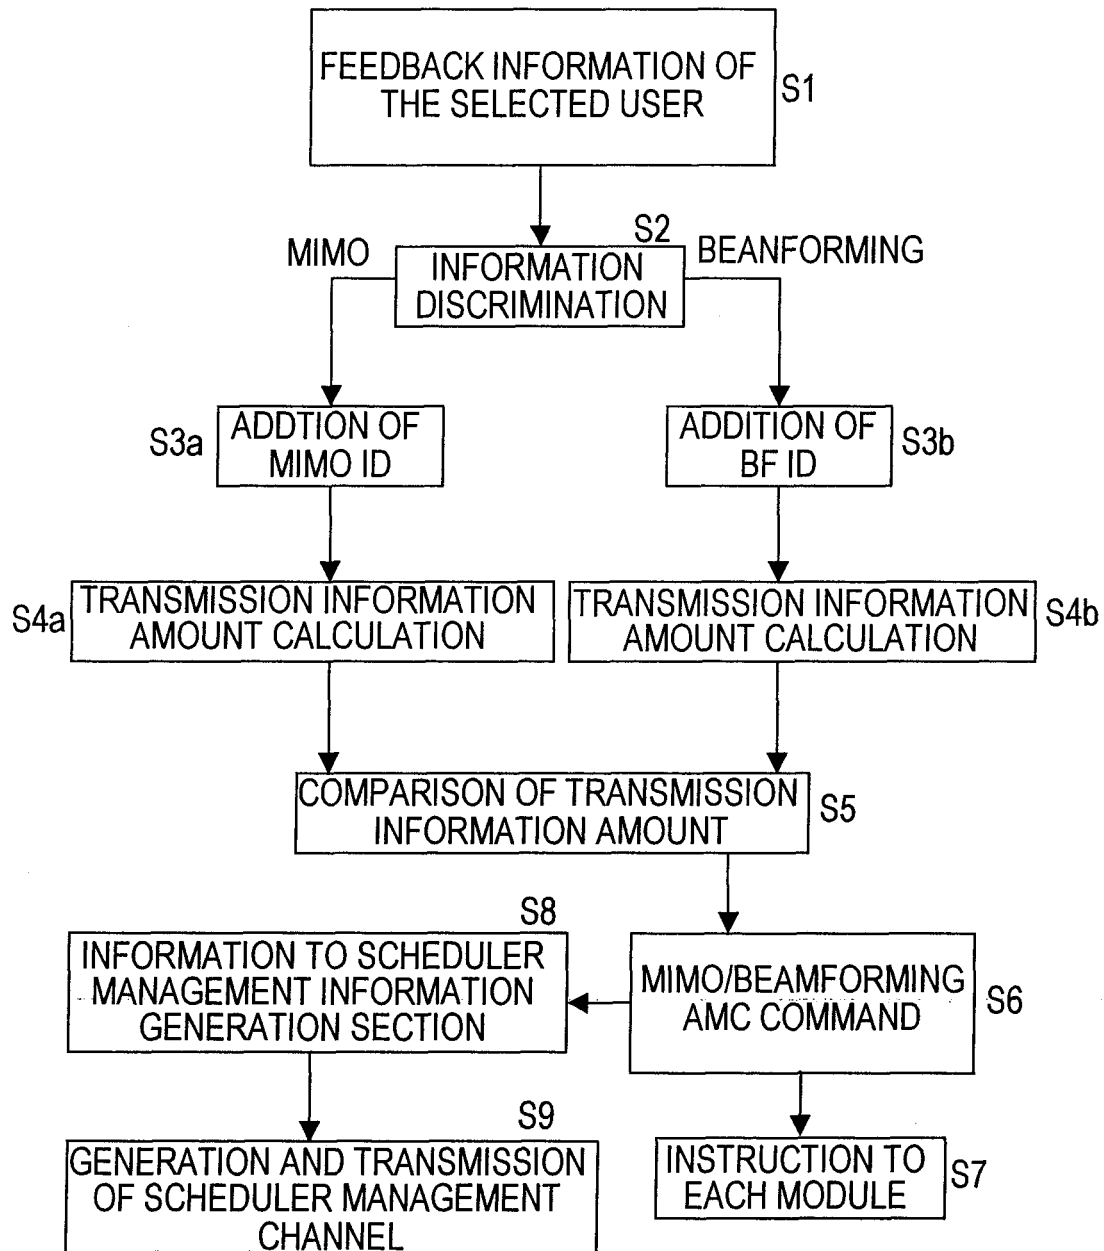 FEEDBACK INFORMATION OF
THE SELECTED USER
S1
S2
MIMO
BEANFORMING
INFORMATION
DISCRIMINATION
S3a
ADDTION OF
MIMO ID
ADDITION OF
BF ID
S3b
S4a
TRANSMISSION INFORMATION
AMOUNT CALCULATION
TRANSMISSION INFORMATION
AMOUNT CALCULATION
S4b
COMPARISON OF TRANSMISSION
INFORMATION AMOUNT
S5
S8
INFORMATION TO SCHEDULER
MANAGEMENT INFORMATION
GENERATION SECTION
MIMO/BEAMFORMING
AMC COMMAND
S6
S9
GENERATION AND TRANSMISSION
OF SCHEDULER MANAGEMENT
CHANNEL
INSTRUCTION TO
EACH MODULE
S7